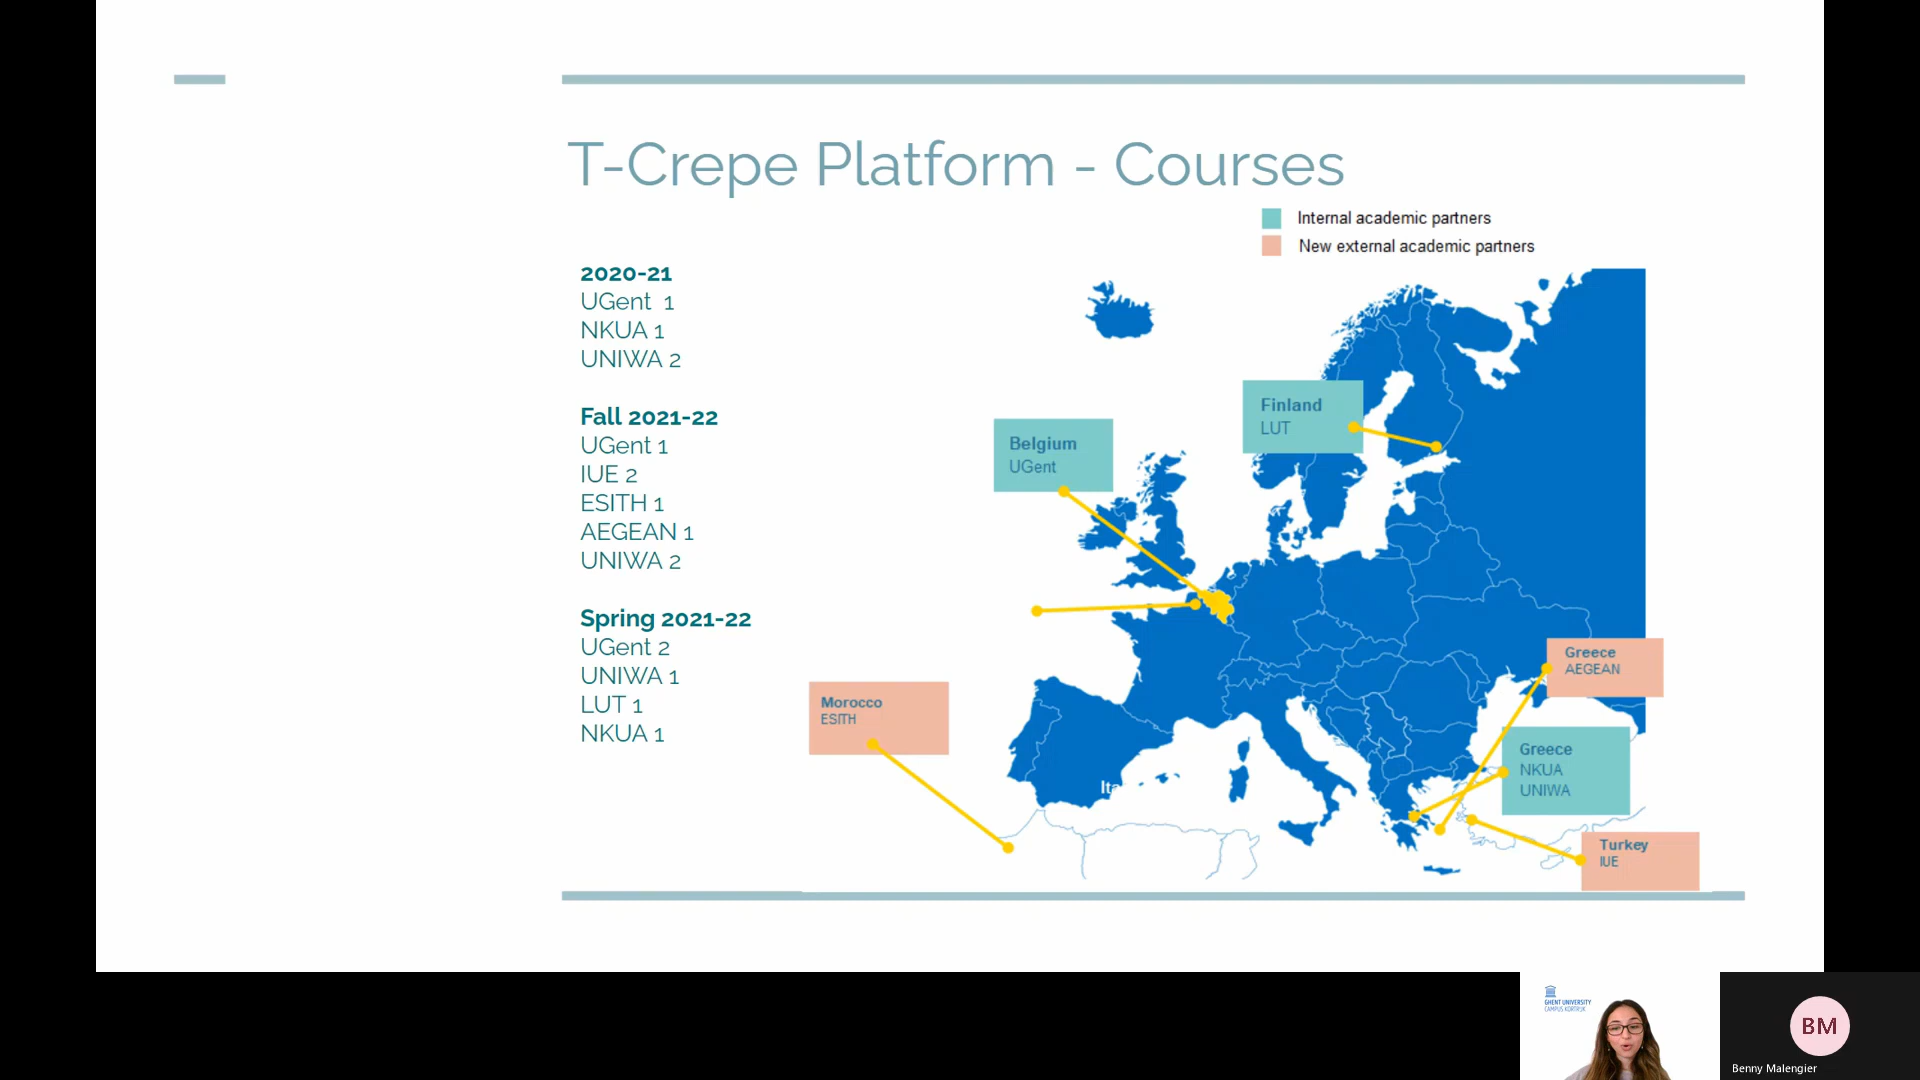 T-Crepe Platform - Courses
Internal academic partners
New external academic partners
2020-21
UGent 1
NKUA 1
UNIWA 2
Fall 2021-22
UGent 1
IUE 2
ESITH 1
AEGEAN 1
UNIWA 2
Spring 2021-22
UGent 2
UNIWA 1
LUT 1
NKUA 1
Finland
LUT
Belgium
UGent
Morocco
ESITH
Greece
AEGEAN
Greece
NKUA
UNIWA
Ita
Turkey
IUE
GHENT UNIVERSITY
CAMPUS KORTRIJK
BM
Benny Malengier